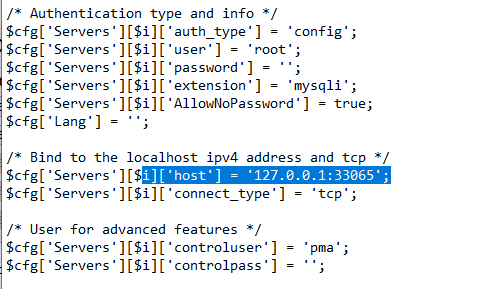 /* Authentication type and info */
$cfg['Servers'][$i]['auth_type'] = 'config';
$cfg['Servers'][$i]['user'] = 'root';
$cfg['Servers'][$i]['password'] = '';
$cfg['Servers'][$i]['extension'] = 'mysqli';
$cfg['Servers'][$i]['AllowNoPassword'] = true;
$cfg['Lang'] = '';

/* Bind to the localhost ipv4 address and tcp */
$cfg['Servers'][$i]['host'] = '127.0.0.1:33065';
$cfg['Servers'][$i]['connect_type'] = 'tcp';

/* User for advanced features */
$cfg['Servers'][$i]['controluser'] = 'pma';
$cfg['Servers'][$i]['controlpass'] = '';